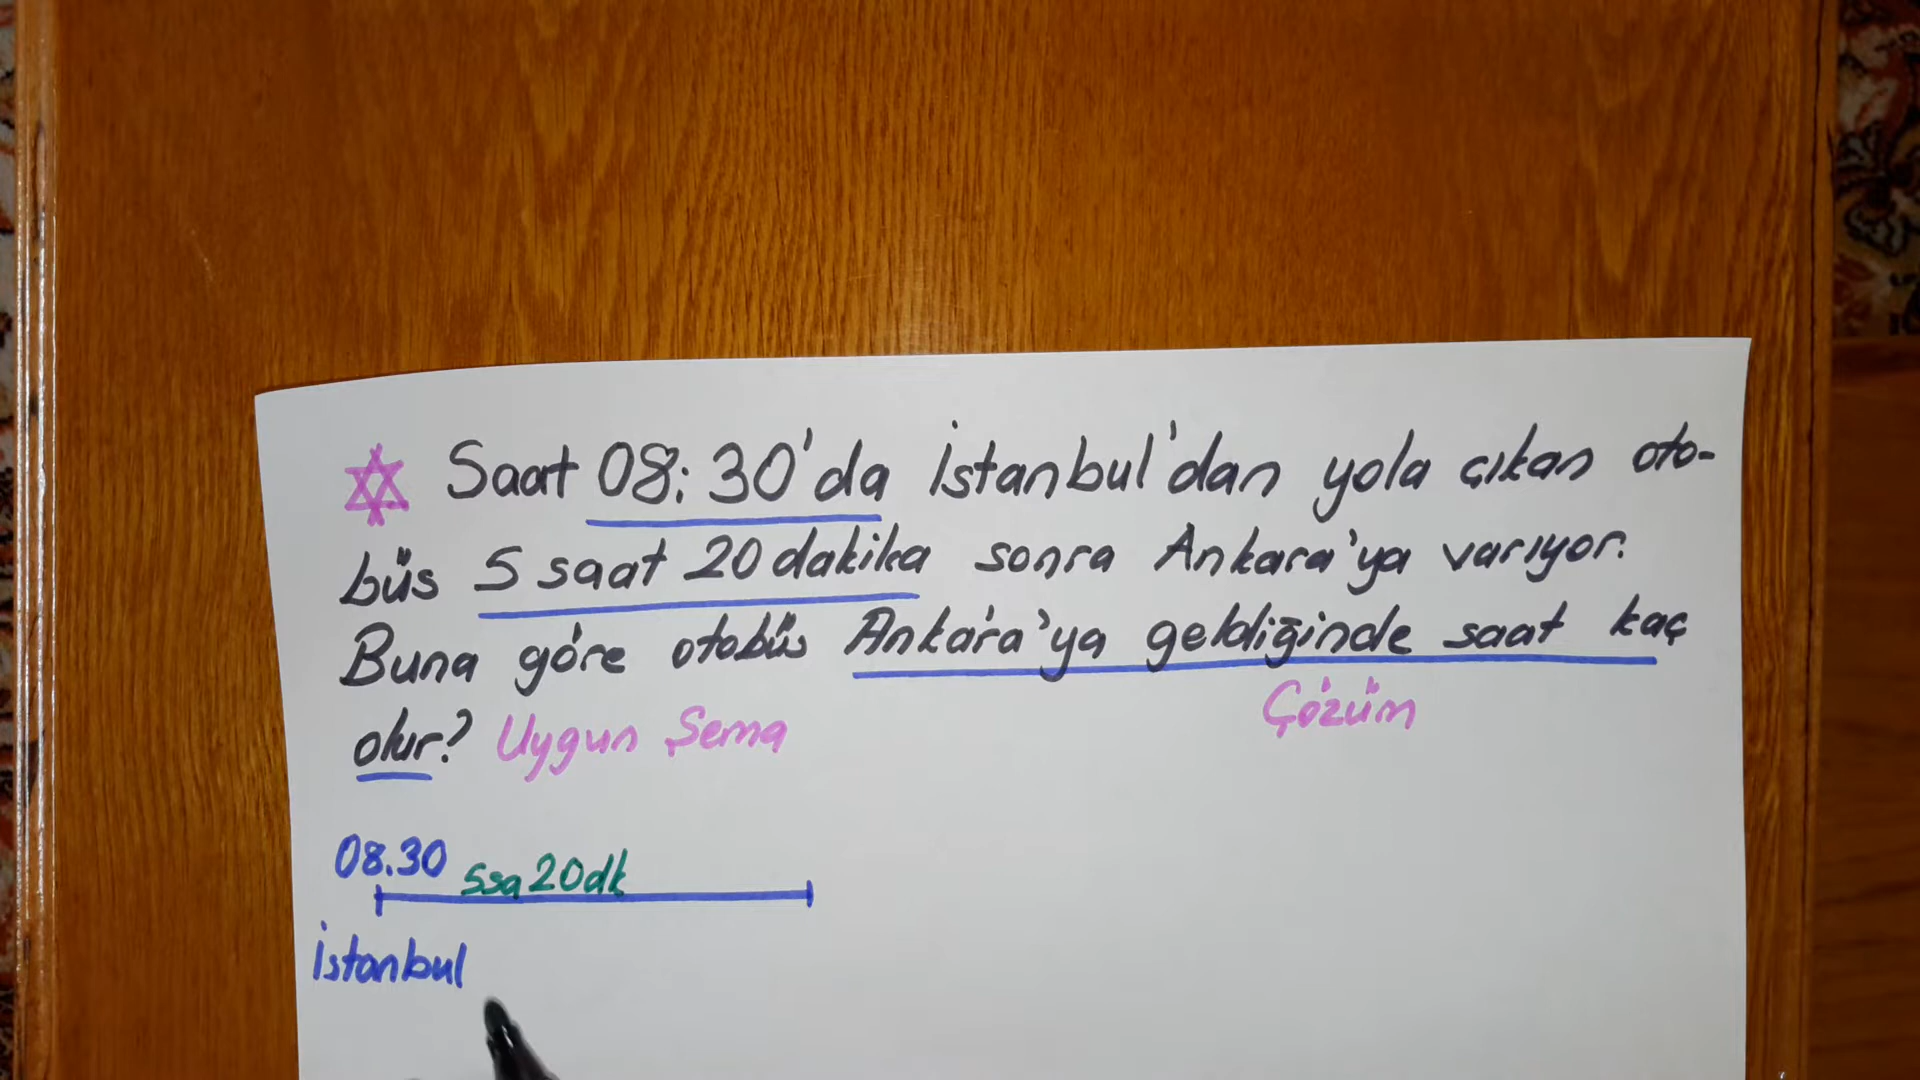 Saat 08:30'da İstanbul'dan yola çıkan oto-
büs 5 saat 20 dakika sonra Ankara'ya varıyor.
Buna göre otobüs Ankara'ya geldiğinde saat kaç
olur? Uygun Şema
Çözüm
08.30 5sa 20dk
İstanbul